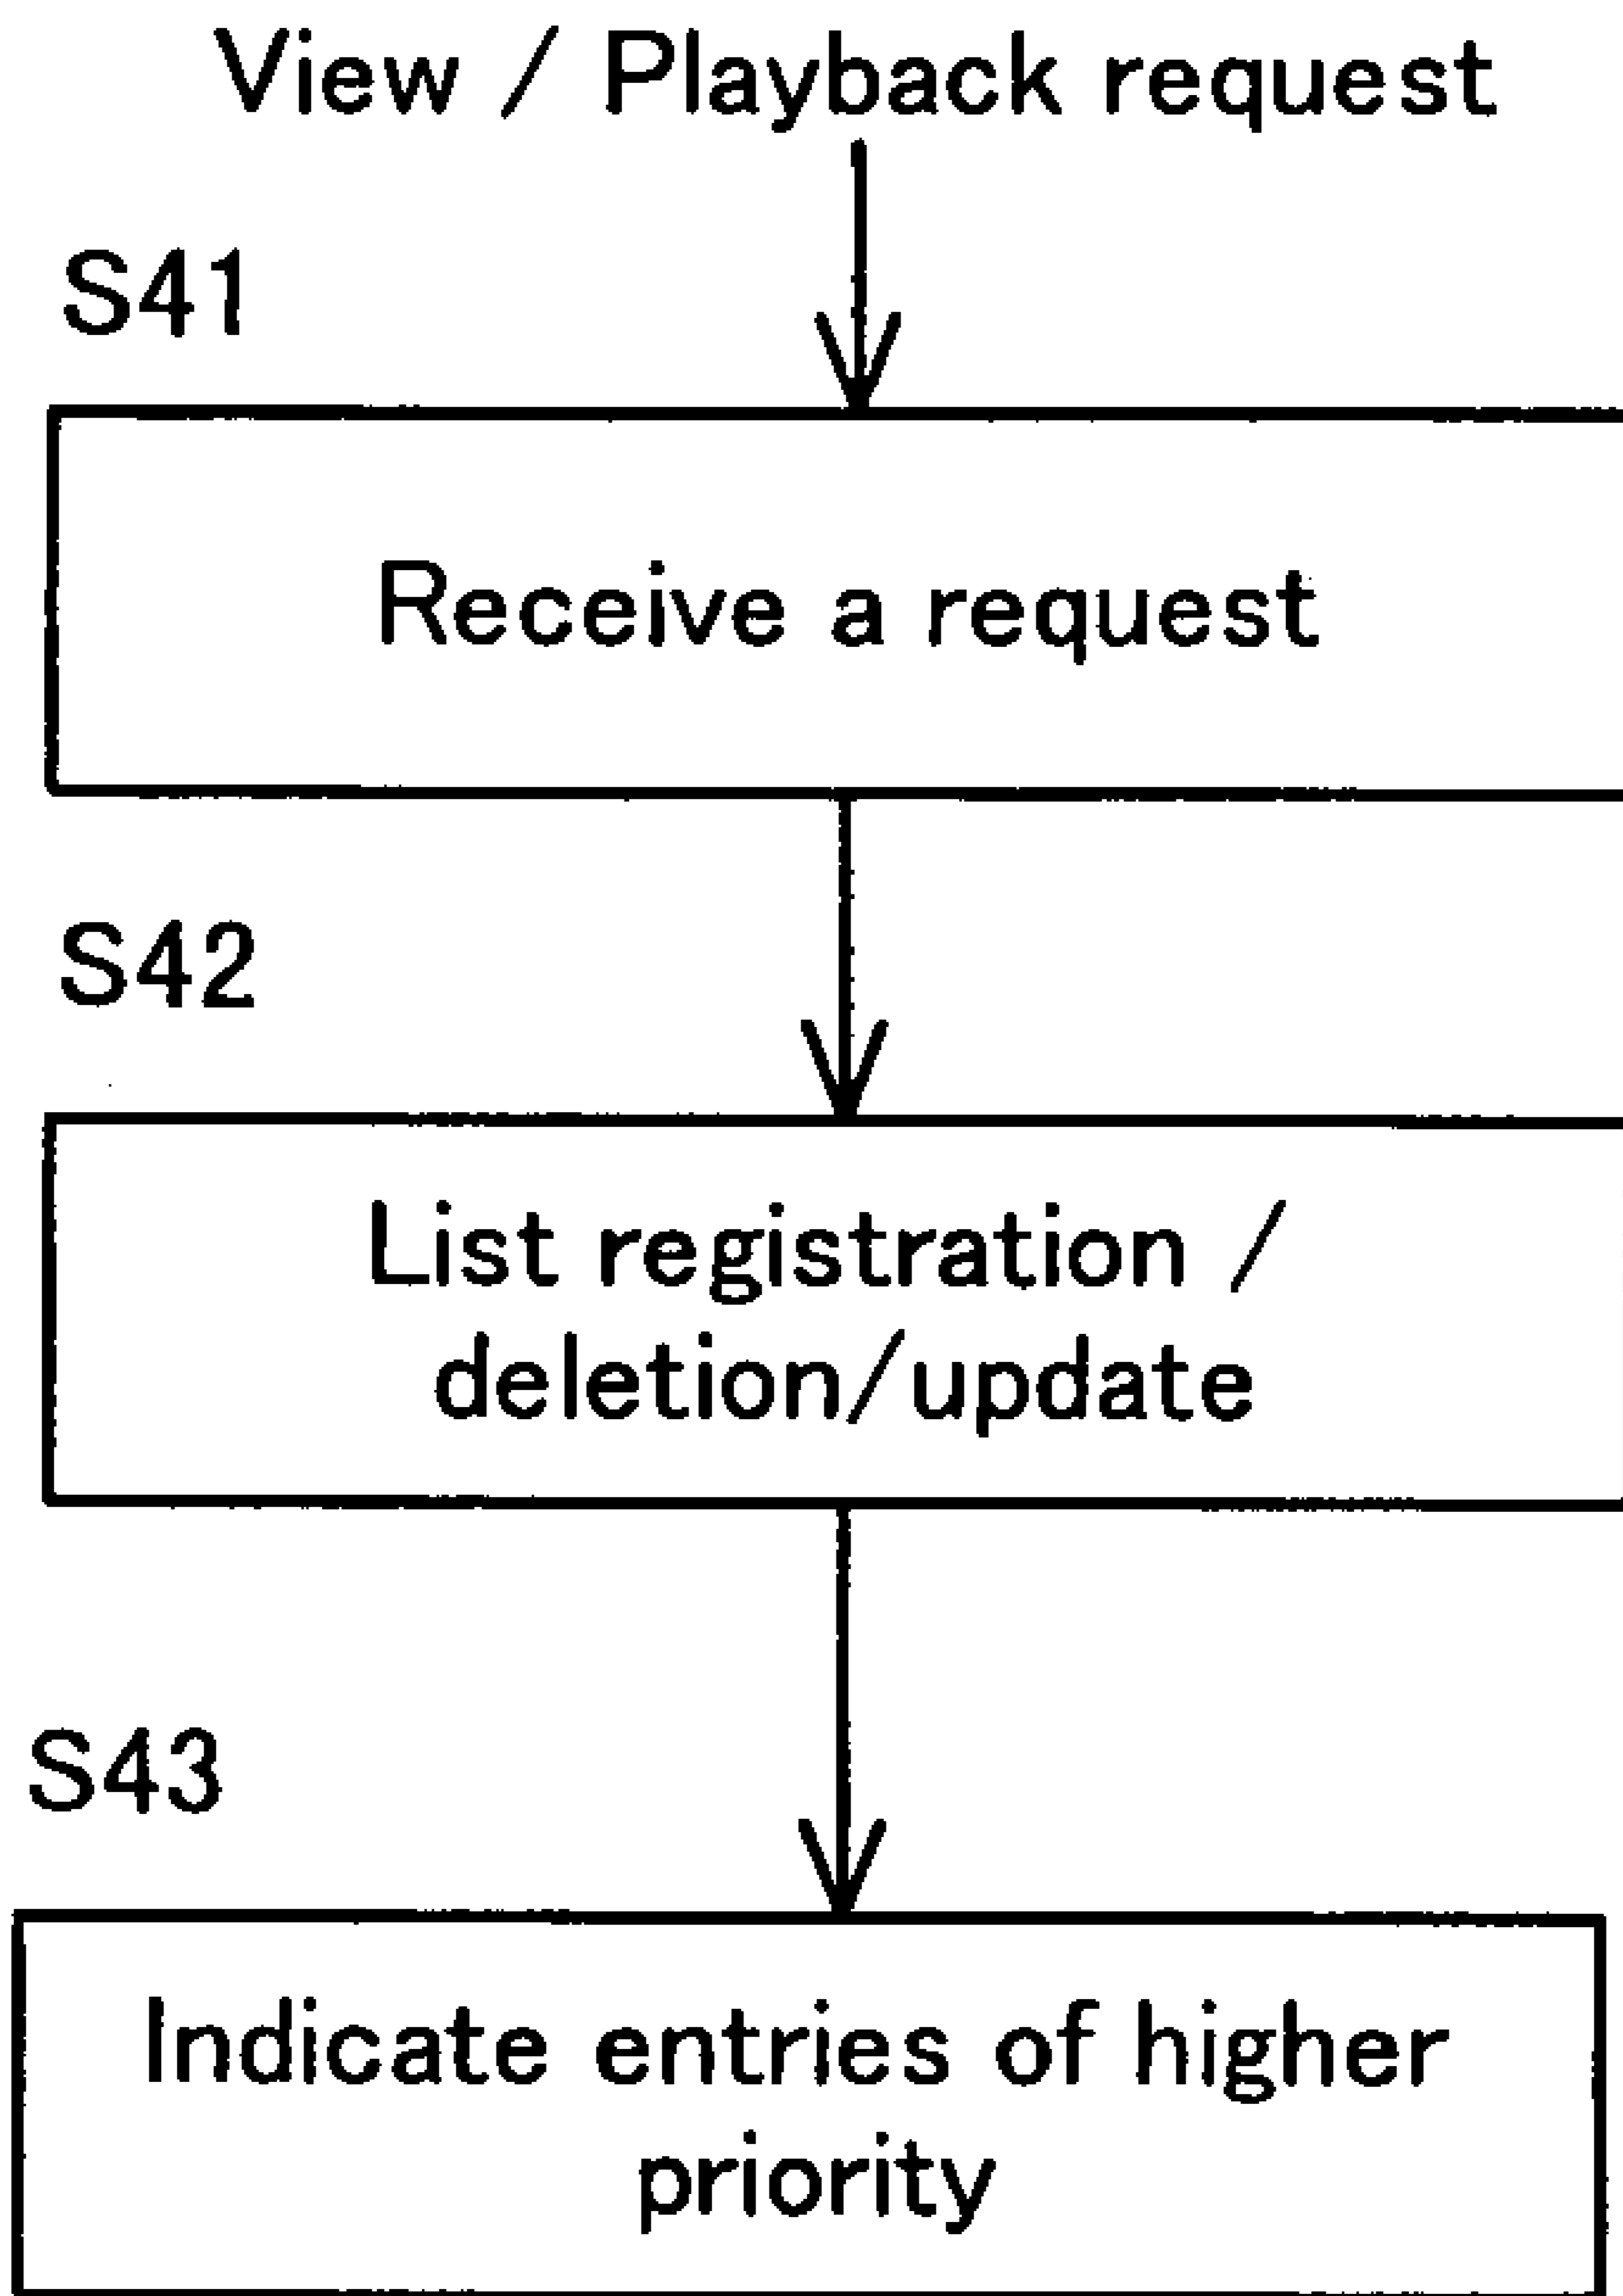 View / Playback request
S41
Receive a request
S42
List registration /
deletion/update
S43
Indicate entries of higher
priority